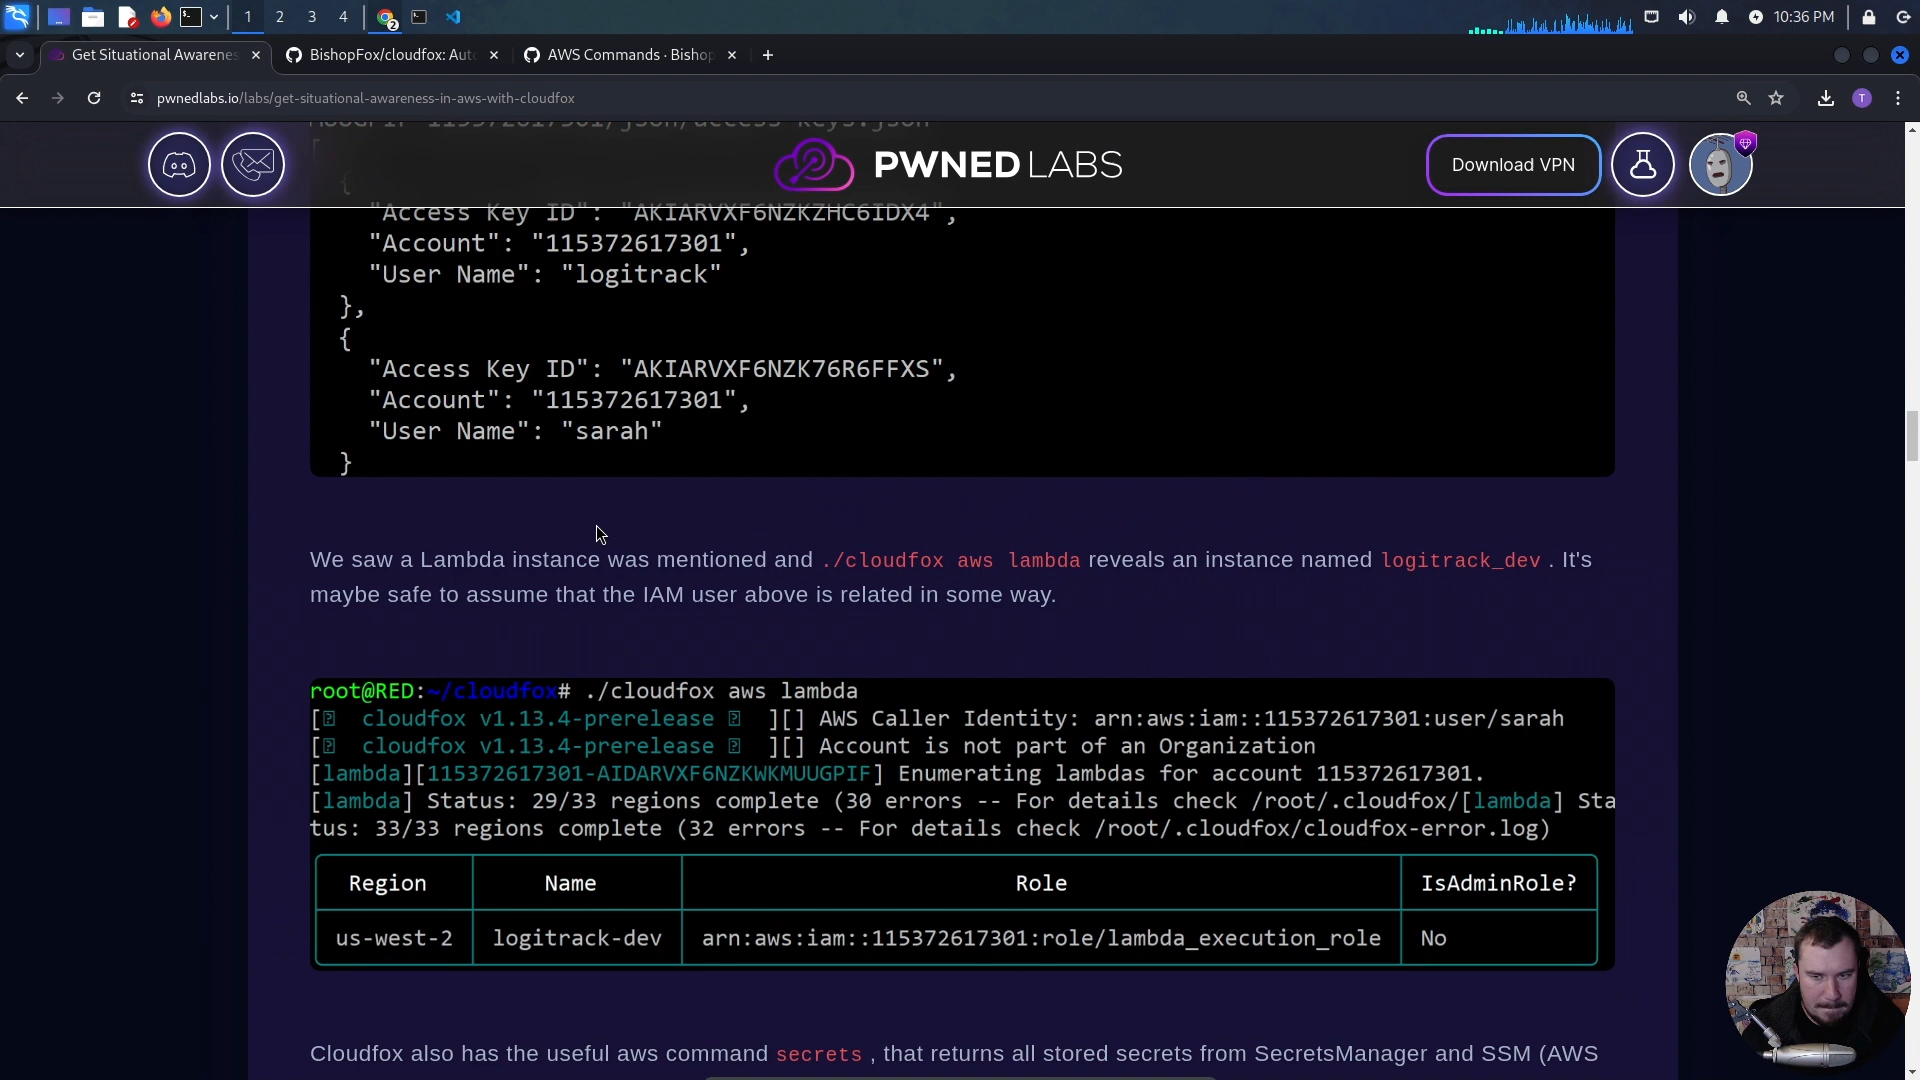 1 2 3 4 2 10:36 PM
Get Situational Awarenes
BishopFox/cloudfox: Aut
AWS Commands · Bishop
pwnedlabs.io/labs/get-situational-awareness-in-aws-with-cloudfox
T
PWNED LABS
Download VPN
[
{
"Access Key ID": "AKIARVXF6NZKZHC6IDX4",
"Account": "115372617301",
"User Name": "logitrack"
},
{
"Access Key ID": "AKIARVXF6NZK76R6FFXS",
"Account": "115372617301",
"User Name": "sarah"
}
We saw a Lambda instance was mentioned and ./cloudfox aws lambda reveals an instance named logitrack_dev . It's
maybe safe to assume that the IAM user above is related in some way.
root@RED:~/cloudfox# ./cloudfox aws lambda
[ cloudfox v1.13.4-prerelease ][] AWS Caller Identity: arn:aws:iam::115372617301:user/sarah
[ cloudfox v1.13.4-prerelease ][] Account is not part of an Organization
[lambda][115372617301-AIDARVXF6NZKWKMUUGPIF] Enumerating lambdas for account 115372617301.
[lambda] Status: 29/33 regions complete (30 errors -- For details check /root/.cloudfox/[lambda] Sta
tus: 33/33 regions complete (32 errors -- For details check /root/.cloudfox/cloudfox-error.log)
Region Name Role IsAdminRole?
us-west-2 logitrack-dev arn:aws:iam::115372617301:role/lambda_execution_role No
Cloudfox also has the useful aws command secrets , that returns all stored secrets from SecretsManager and SSM (AWS